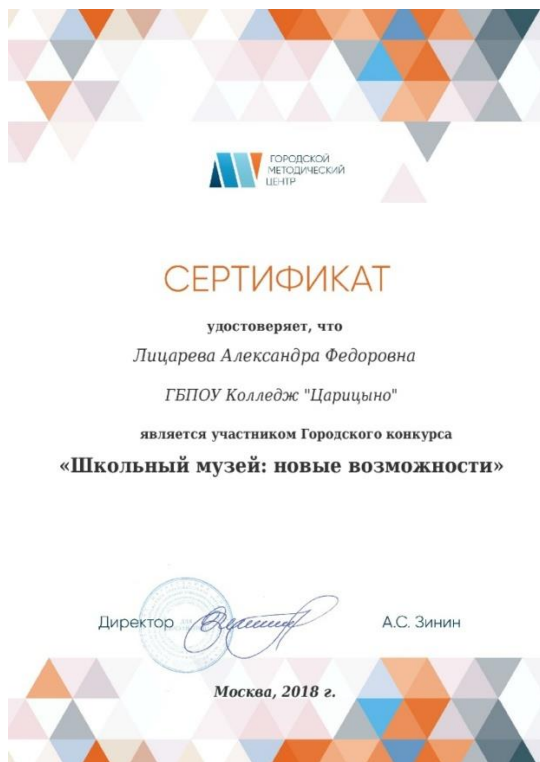 ГОРОДСКОЙ
МЕТОДИЧЕСКИЙ
ЦЕНТР
СЕРТИФИКАТ
удостоверяет, что
Лицарева Александра Федоровна
ГБПОУ Колледж "Царицыно"
является участником Городского конкурса
«Школьный музей: новые возможности»
Директор
А.С. Зинин
Москва, 2018 г.